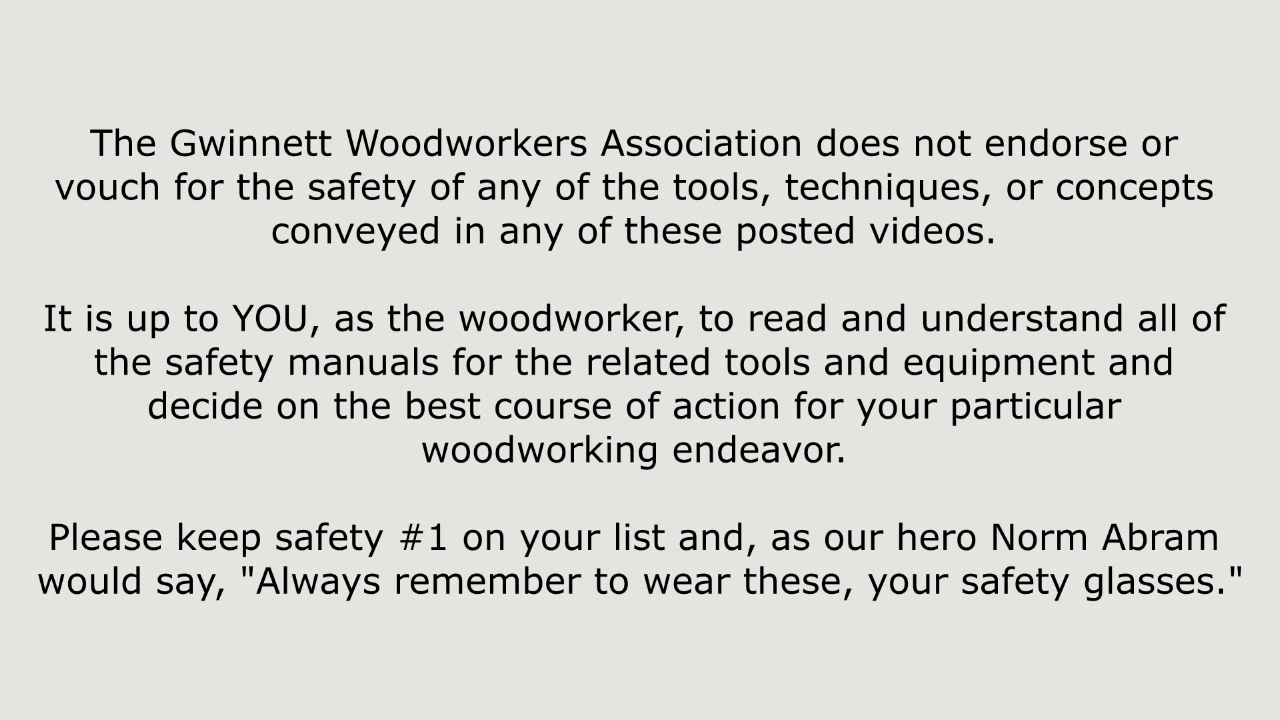 The Gwinnett Woodworkers Association does not endorse or
vouch for the safety of any of the tools, techniques, or concepts
conveyed in any of these posted videos.
It is up to YOU, as the woodworker, to read and understand all of
the safety manuals for the related tools and equipment and
decide on the best course of action for your particular
woodworking endeavor.
Please keep safety #1 on your list and, as our hero Norm Abram
would say, "Always remember to wear these, your safety glasses."